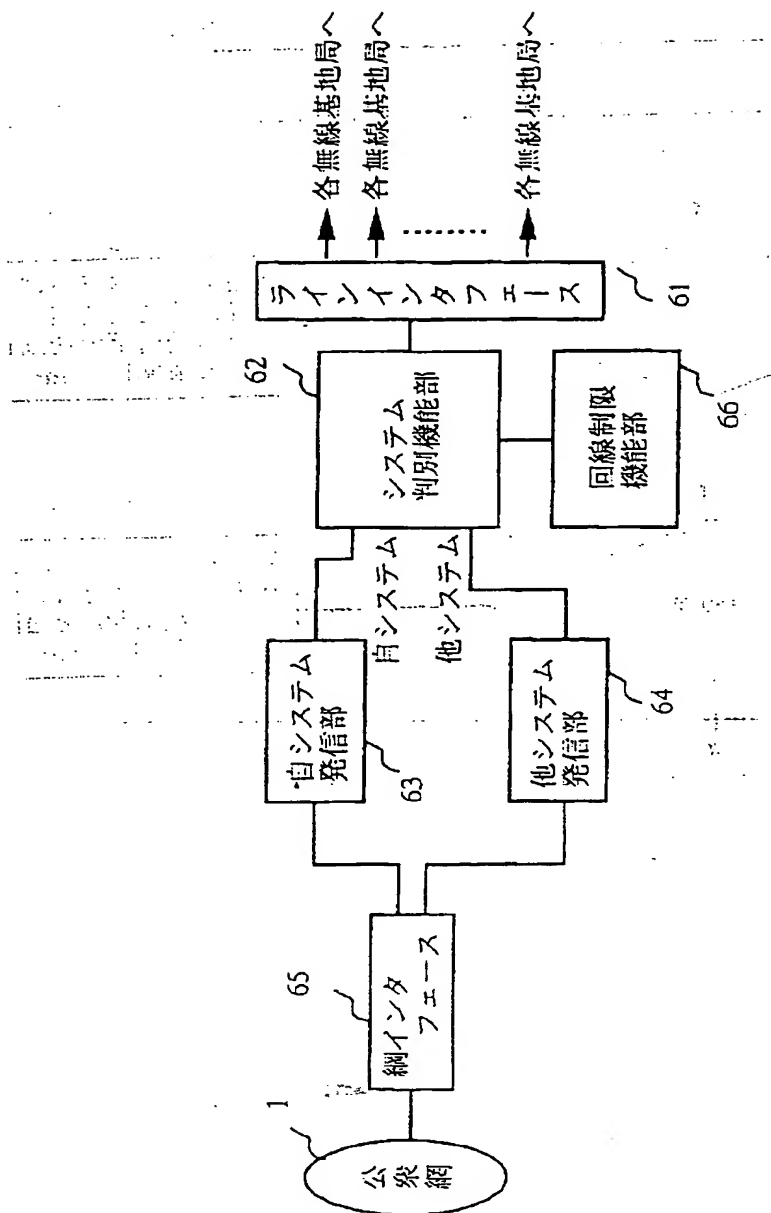 1
公衆網
65
網インタ
フェース
自システム
発信部
63
他システム
発信部
64
自システム
他システム
62
システム
判別機能部
回線制限
機能部
66
ラインインタフェース
61
各無線基地局へ
各無線基地局へ
各無線基地局へ